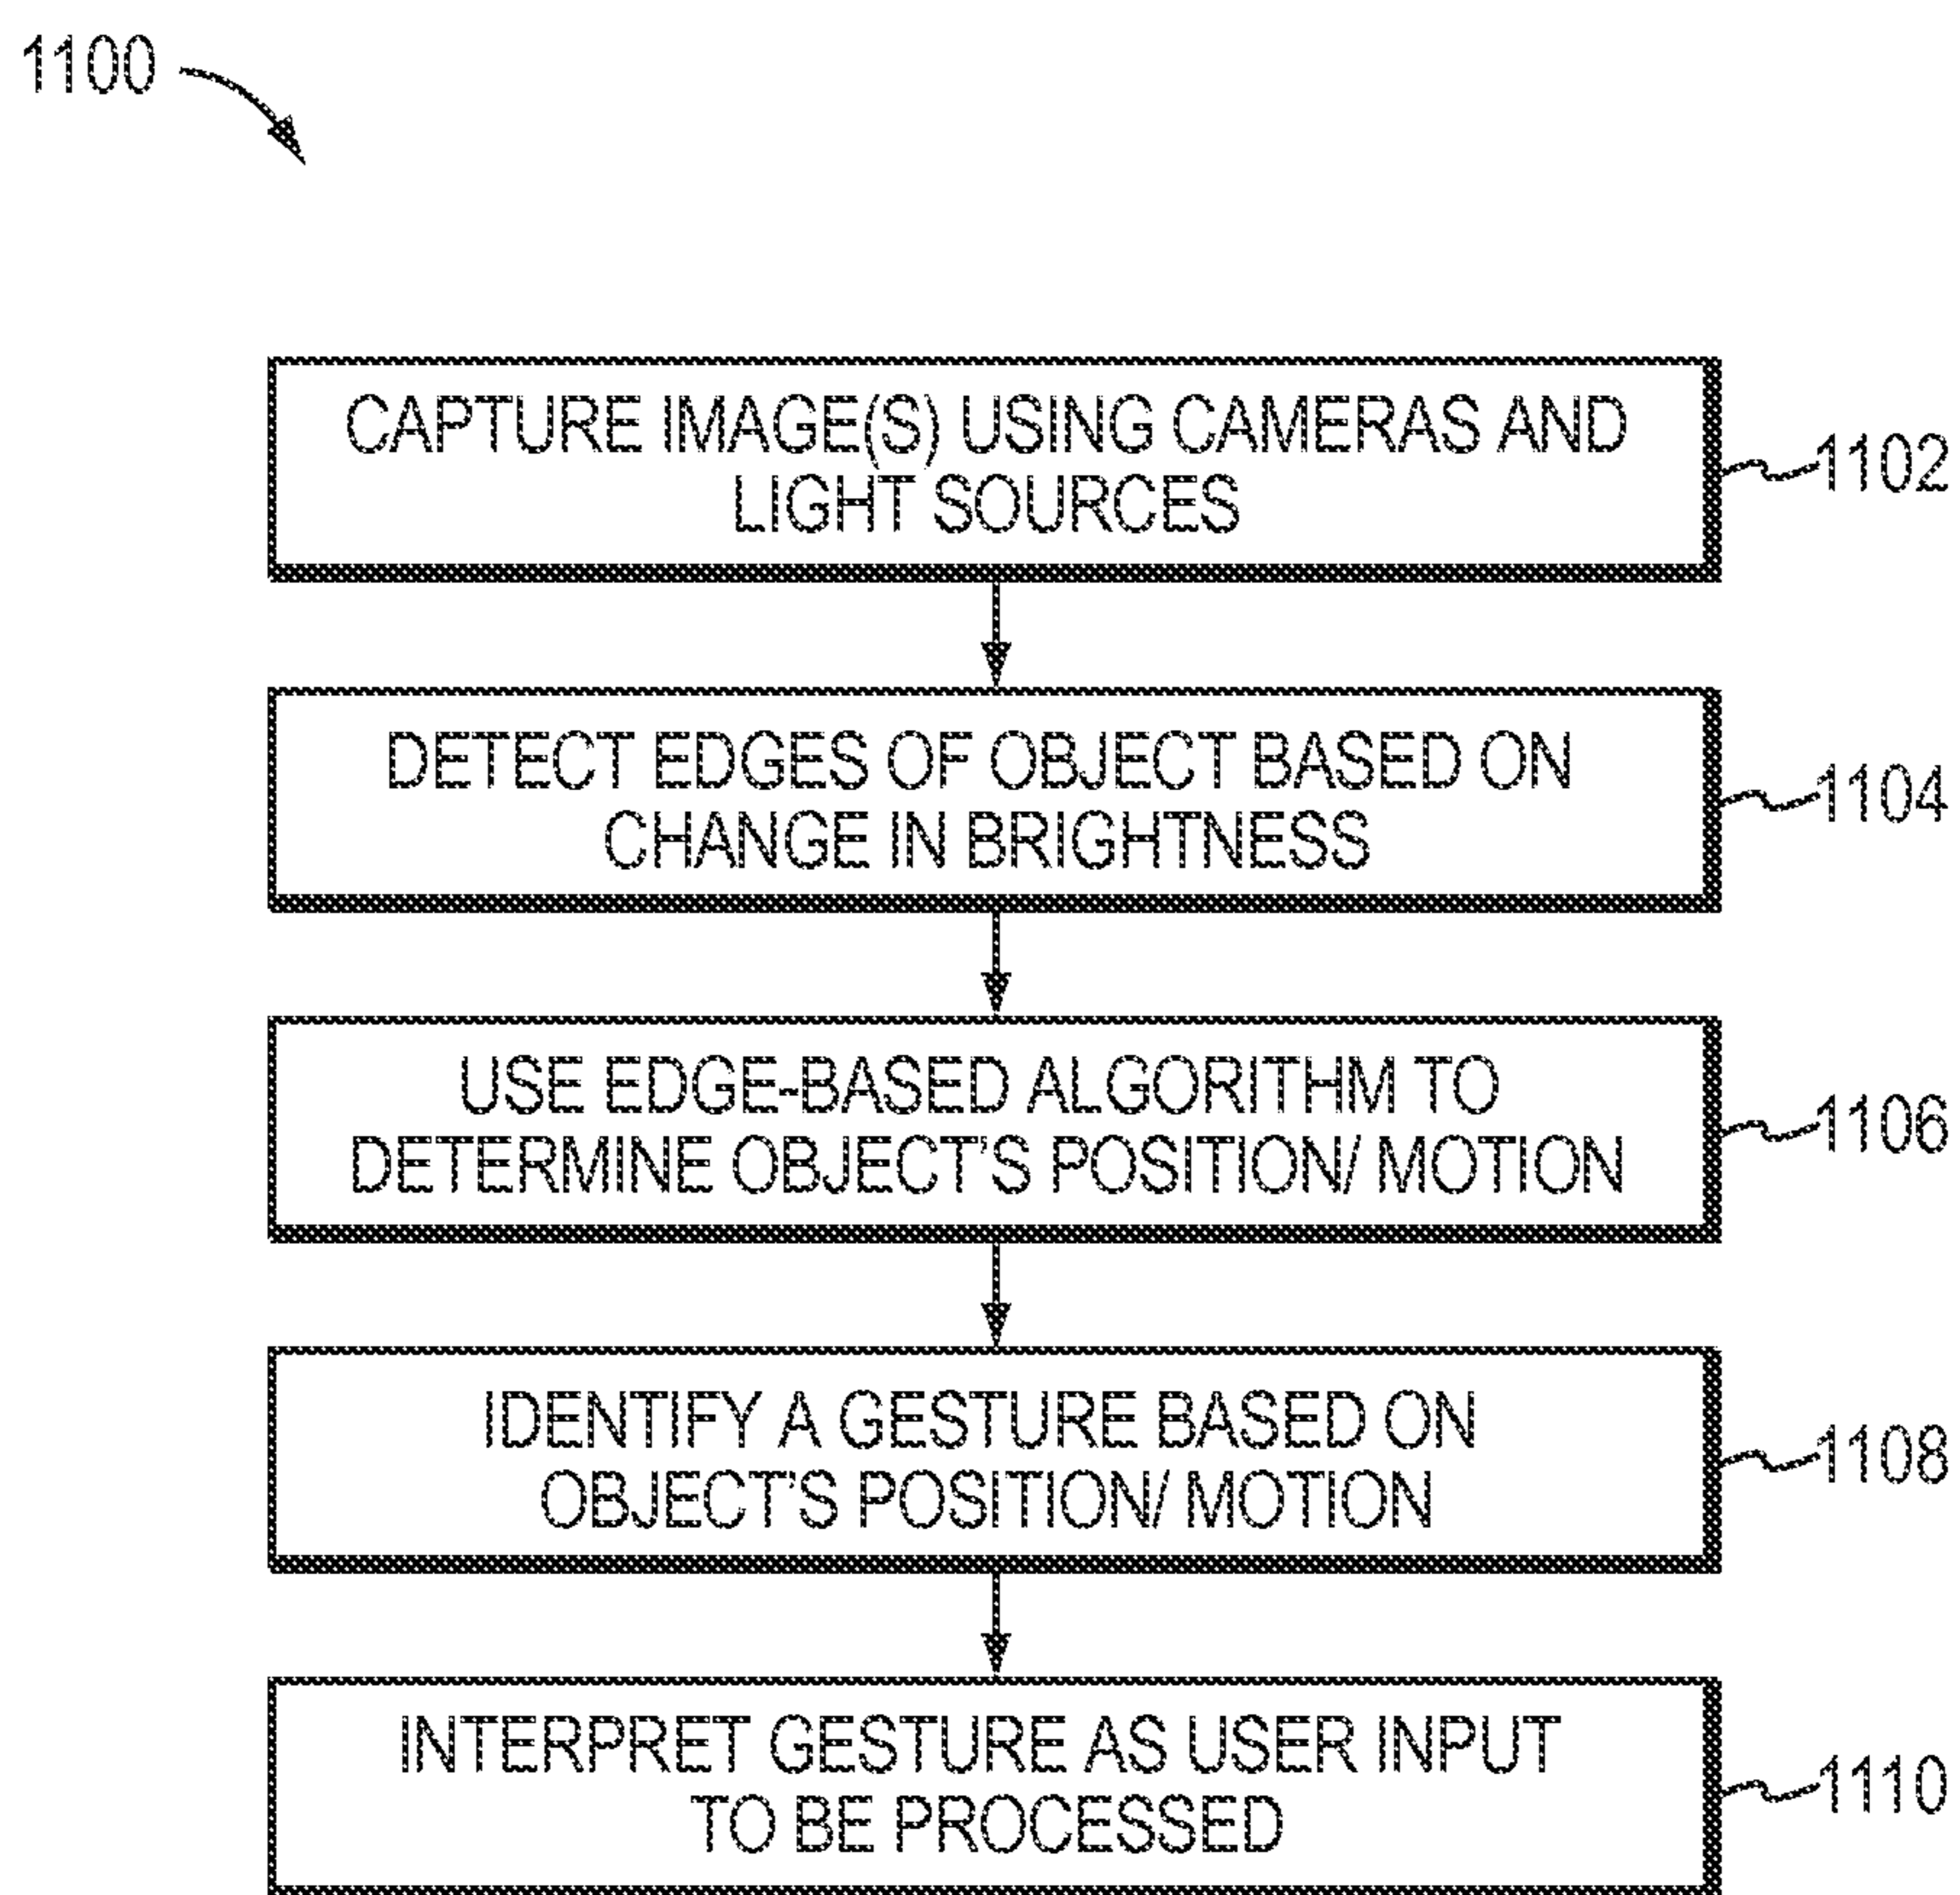 1100
CAPTURE IMAGE(S) USING CAMERAS AND
LIGHT SOURCES
1102
DETECT EDGES OF OBJECT BASED ON
CHANGE IN BRIGHTNESS
1104
USE EDGE-BASED ALGORITHM TO
DETERMINE OBJECT'S POSITION/ MOTION
1106
IDENTIFY A GESTURE BASED ON
OBJECT'S POSITION/ MOTION
1108
INTERPRET GESTURE AS USER INPUT
TO BE PROCESSED
1110